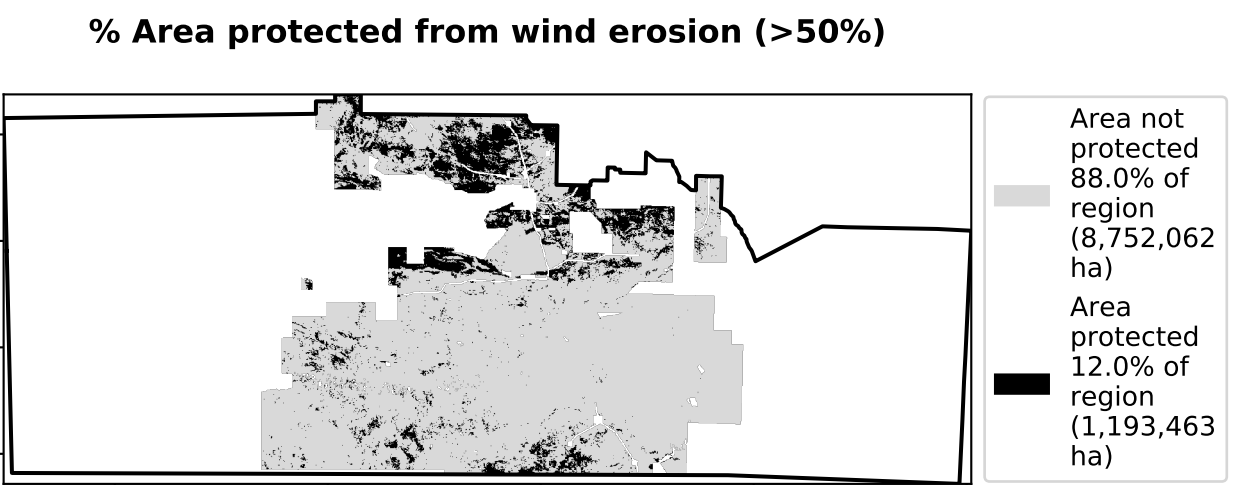 % Area protected from wind erosion (>50%)
Area not
protected
88.0% of
region
(8,752,062
ha)
Area
protected
12.0% of
region
(1,193,463
ha)